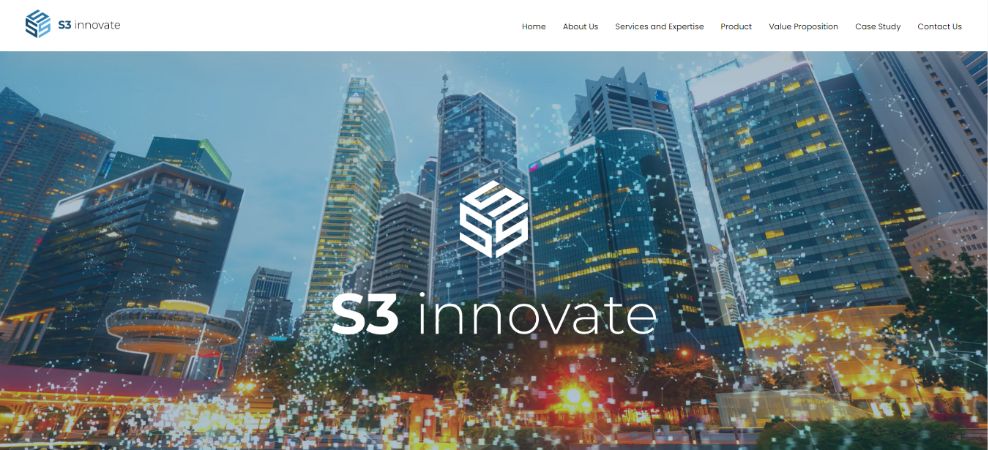 S3 innovate
Home About Us Services and Expertise Product Value Proposition Case Study Contact Us
S3 innovate